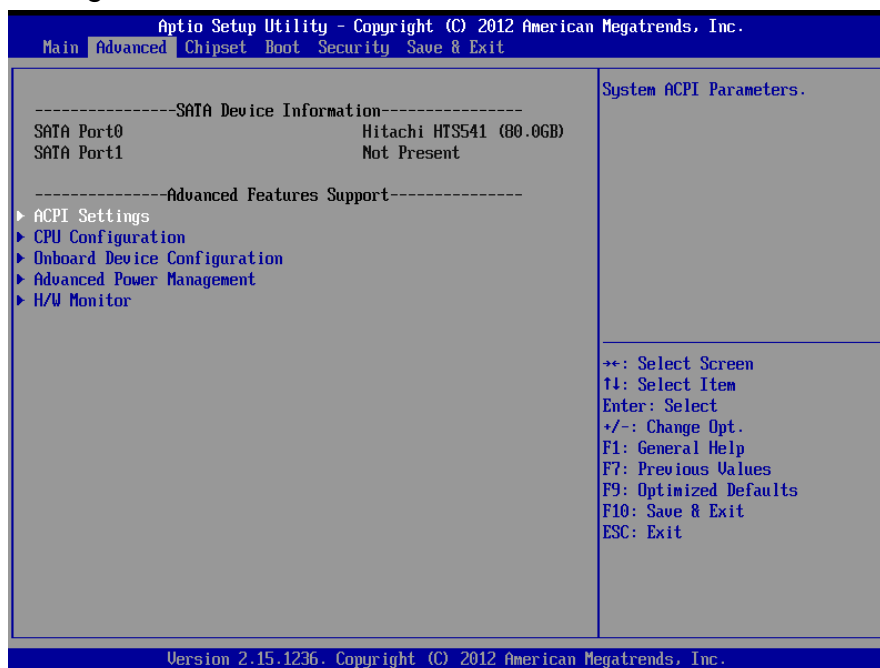 Aptio Setup Utility - Copyright (C) 2012 American Megatrends, Inc.
Main Advanced Chipset Boot Security Save & Exit
----------------SATA Device Information----------------
SATA Port0 Hitachi HTS541 (80.0GB)
SATA Port1 Not Present
---------------Advanced Features Support---------------
ACPI Settings
CPU Configuration
Onboard Device Configuration
Advanced Power Management
H/W Monitor
System ACPI Parameters.
→←: Select Screen
↑↓: Select Item
Enter: Select
+/-: Change Opt.
F1: General Help
F7: Previous Values
F9: Optimized Defaults
F10: Save & Exit
ESC: Exit
Version 2.15.1236. Copyright (C) 2012 American Megatrends, Inc.